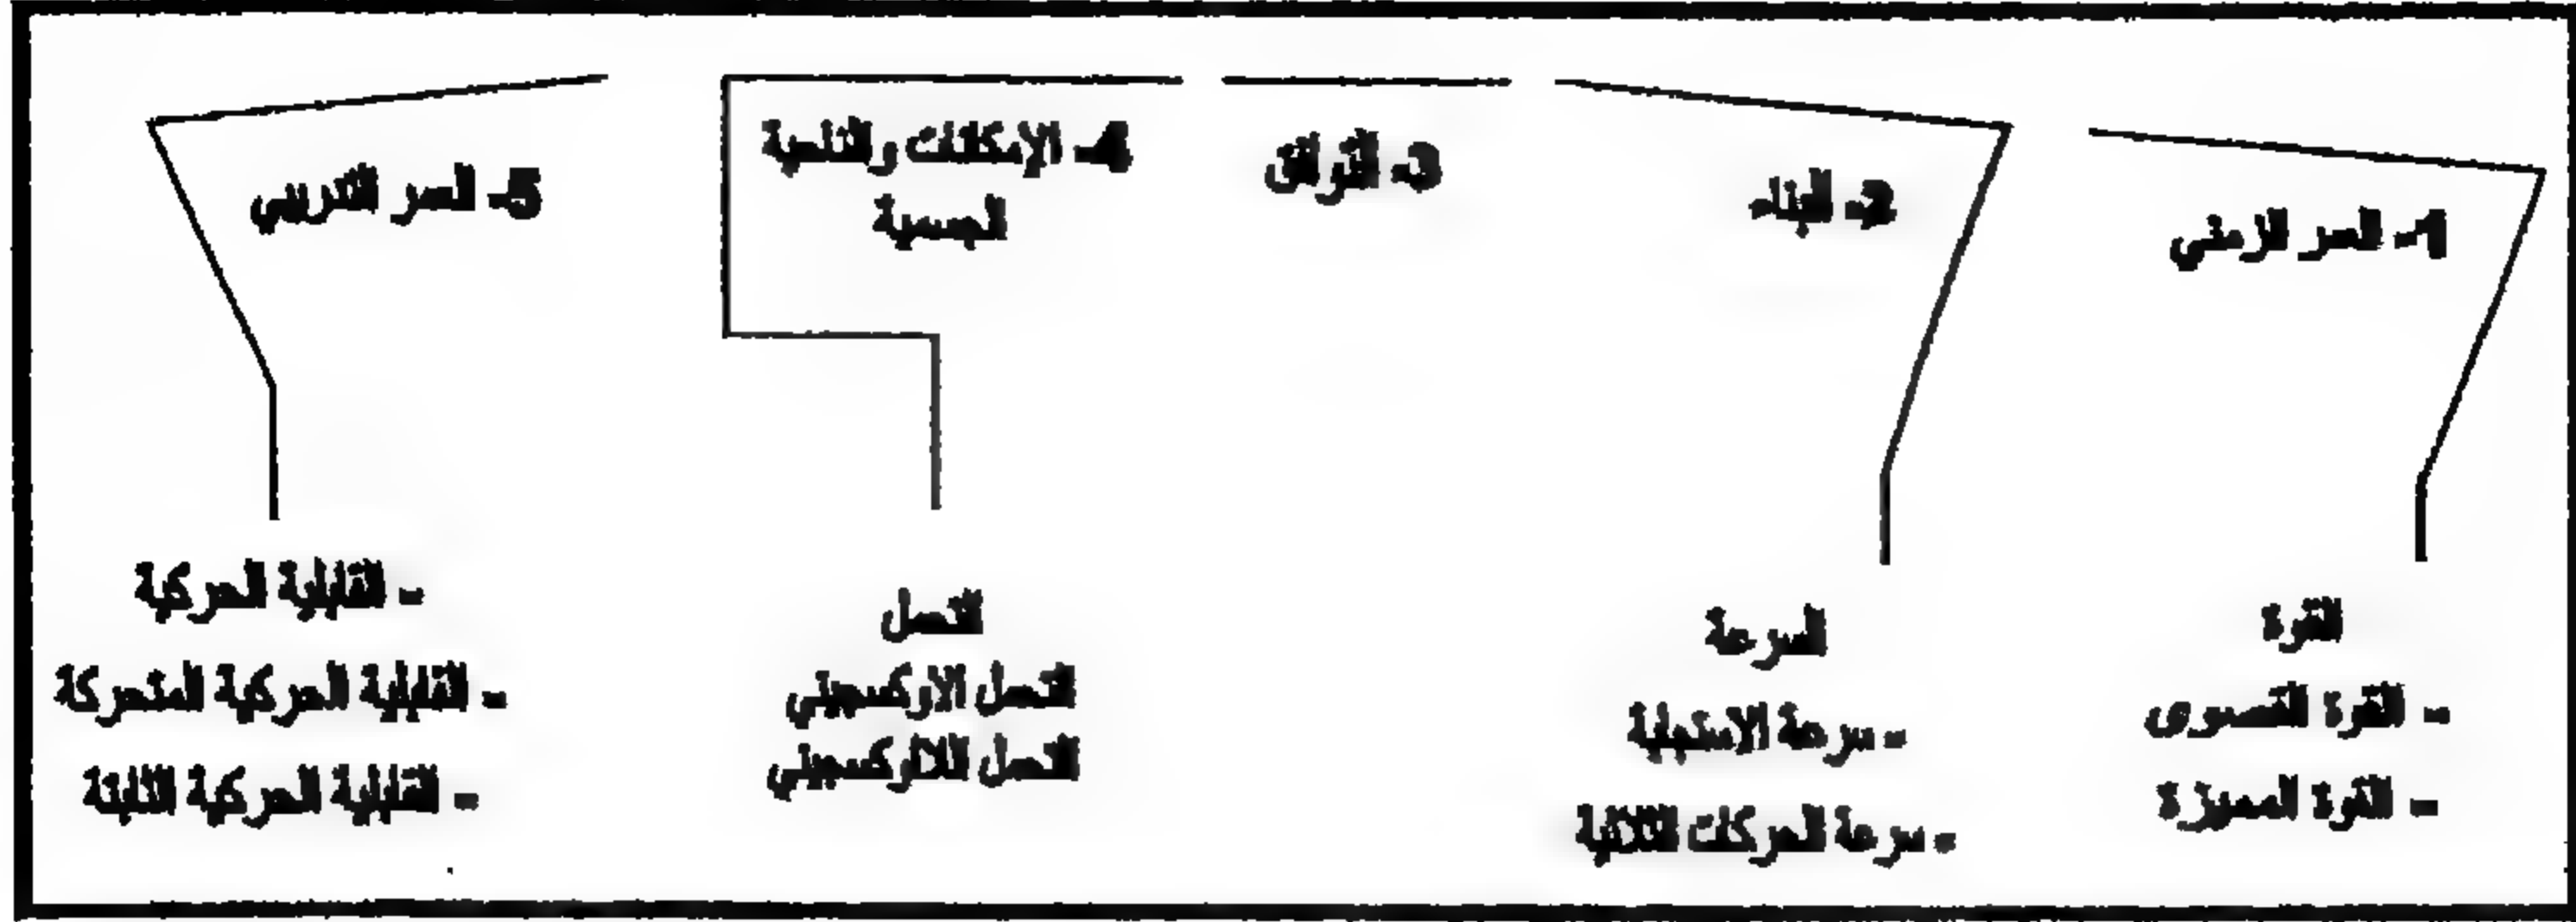 1- العمر الزمني
2- البناء
3- التوافق
4- الإمكانات والناحية
الجسمية
5- العمر التدريبي
القوة
- القوة القصوى
- القوة المميزة
السرعة
- سرعة الاستجابة
- سرعة الحركات الثلاثية
التحمل
التحمل الاوكسجيني
التحمل اللااوكسجيني
- القابلية الحركية
- القابلية الحركية المتحركة
- القابلية الحركية الثابتة